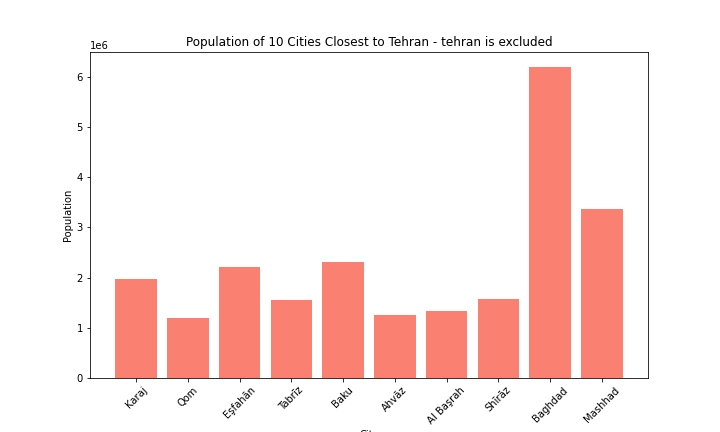 Population of 10 Cities Closest to Tehran - tehran is excluded
1e6
6
5
4
3
2
1
0
Population
Karaj
Qom
Eşfahān
Tabrīz
Baku
Ahvāz
Al Başrah
Shīrāz
Baghdad
Mashhad